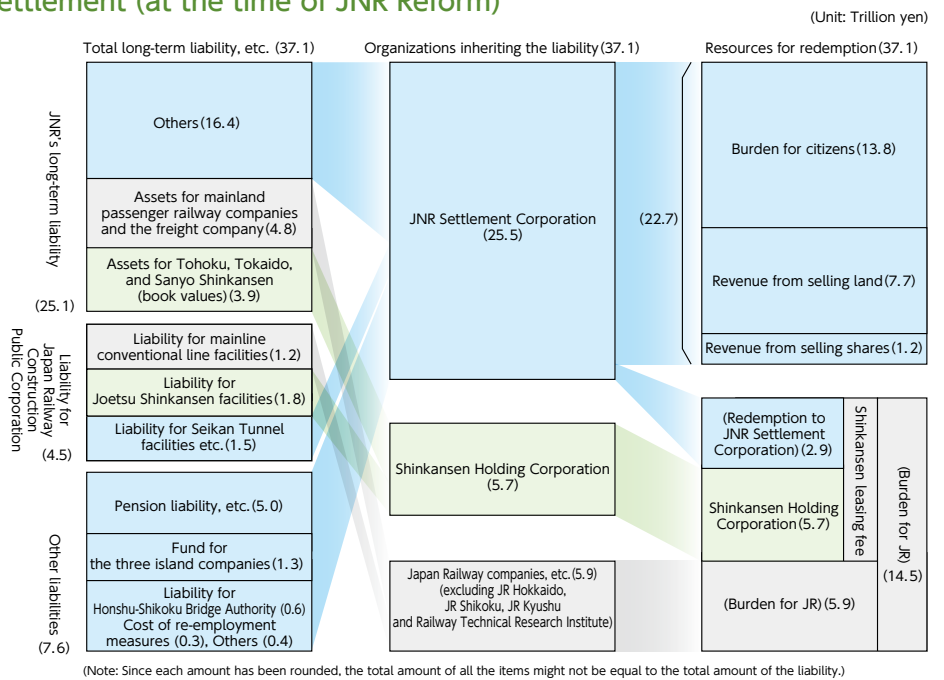 ettlement (at the time of JNR Reform)
(Unit: Trillion yen)
Total long-term liability, etc. (37.1)
Organizations inheriting the liability (37.1)
Resources for redemption (37.1)
JNR's long-term liability
(25.1)
Others (16.4)
Assets for mainland
passenger railway companies
and the freight company (4.8)
Assets for Tohoku, Tokaido,
and Sanyo Shinkansen
(book values) (3.9)
Liability for
Japan Railway
Construction
Public Corporation
(4.5)
Liability for mainline
conventional line facilities (1.2)
Liability for
Joetsu Shinkansen facilities (1.8)
Liability for Seikan Tunnel
facilities etc. (1.5)
Other liabilities
(7.6)
Pension liability, etc. (5.0)
Fund for
the three island companies (1.3)
Liability for
Honshu-Shikoku Bridge Authority (0.6)
Cost of re-employment
measures (0.3), Others (0.4)
JNR Settlement Corporation
(25.5)
Shinkansen Holding Corporation
(5.7)
Japan Railway companies, etc. (5.9)
(excluding JR Hokkaido,
JR Shikoku, JR Kyushu
and Railway Technical Research Institute)
(22.7)
Burden for citizens (13.8)
Revenue from selling land (7.7)
Revenue from selling shares (1.2)
(Redemption to
JNR Settlement
Corporation) (2.9)
Shinkansen Holding
Corporation (5.7)
Shinkansen leasing fee
(Burden for JR) (5.9)
(Burden for JR)
(14.5)
(Note: Since each amount has been rounded, the total amount of all the items might not be equal to the total amount of the liability.)